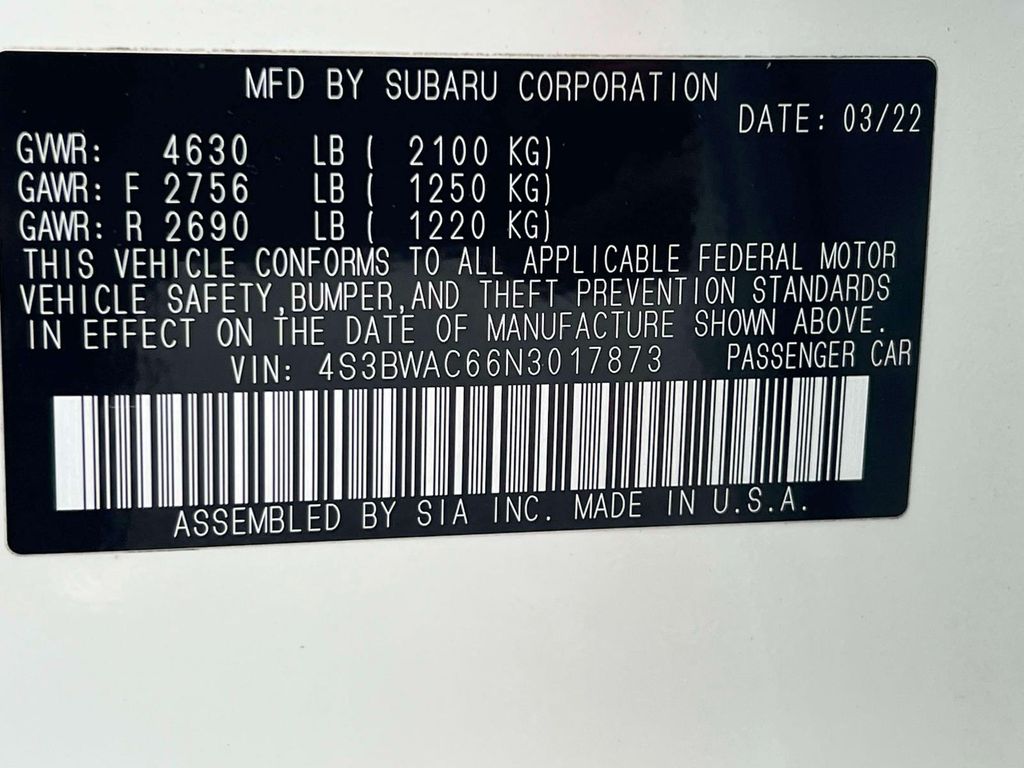 MFD BY SUBARU CORPORATION
DATE: 03/22
GVWR: 4630 LB ( 2100 KG)
GAWR: F 2756 LB ( 1250 KG)
GAWR: R 2690 LB ( 1220 KG)
THIS VEHICLE CONFORMS TO ALL APPLICABLE FEDERAL MOTOR
VEHICLE SAFETY,BUMPER,AND THEFT PREVENTION STANDARDS
IN EFFECT ON THE DATE OF MANUFACTURE SHOWN ABOVE.
VIN: 4S3BWAC66N3017873 PASSENGER CAR
ASSEMBLED BY SIA INC. MADE IN U.S.A.